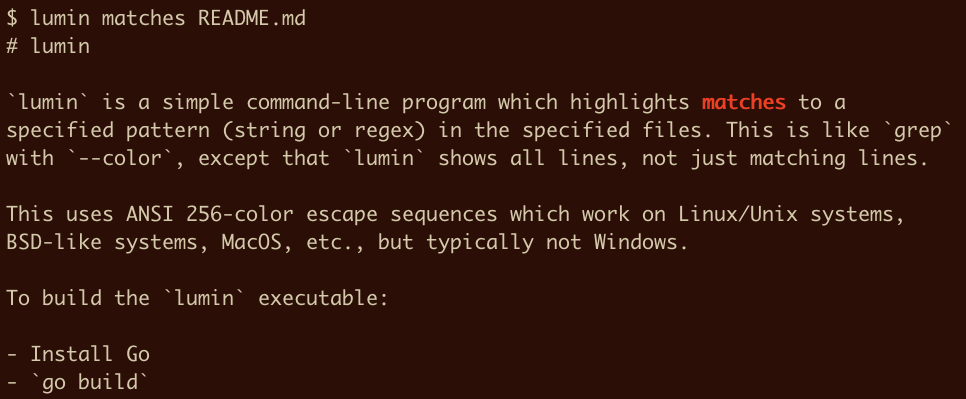 $ lumin matches README.md
# lumin
`lumin` is a simple command-line program which highlights matches to a
specified pattern (string or regex) in the specified files. This is like `grep`
with `--color`, except that `lumin` shows all lines, not just matching lines.
This uses ANSI 256-color escape sequences which work on Linux/Unix systems,
BSD-like systems, MacOS, etc., but typically not Windows.
To build the `lumin` executable:
- Install Go
- `go build`